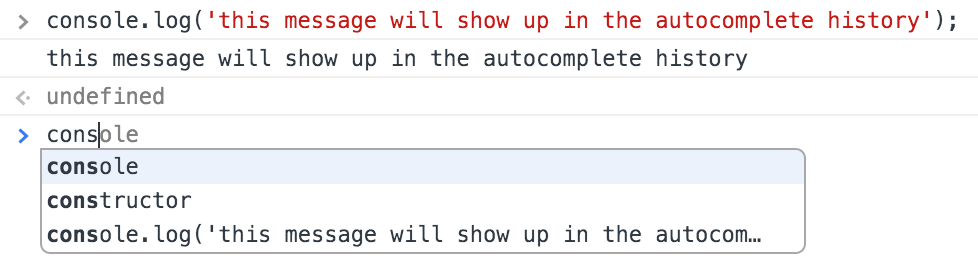 console.log('this message will show up in the autocomplete history');
this message will show up in the autocomplete history
undefined
console
console
constructor
console.log('this message will show up in the autocom…